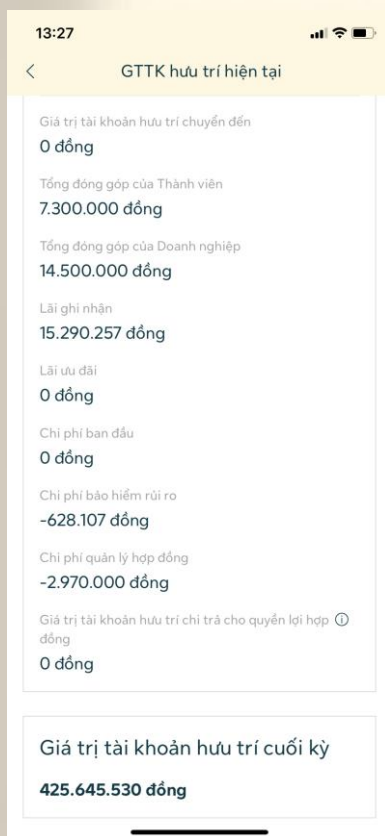 13:27
GTTK hưu trí hiện tại
Giá trị tài khoản hưu trí chuyển đến
0 đồng
Tổng đóng góp của Thành viên
7.300.000 đồng
Tổng đóng góp của Doanh nghiệp
14.500.000 đồng
Lãi ghi nhận
15.290.257 đồng
Lãi ưu đãi
0 đồng
Chi phí ban đầu
0 đồng
Chi phí bảo hiểm rủi ro
-628.107 đồng
Chi phí quản lý hợp đồng
-2.970.000 đồng
Giá trị tài khoản hưu trí chi trả cho quyền lợi hợp
đồng
0 đồng
Giá trị tài khoản hưu trí cuối kỳ
425.645.530 đồng